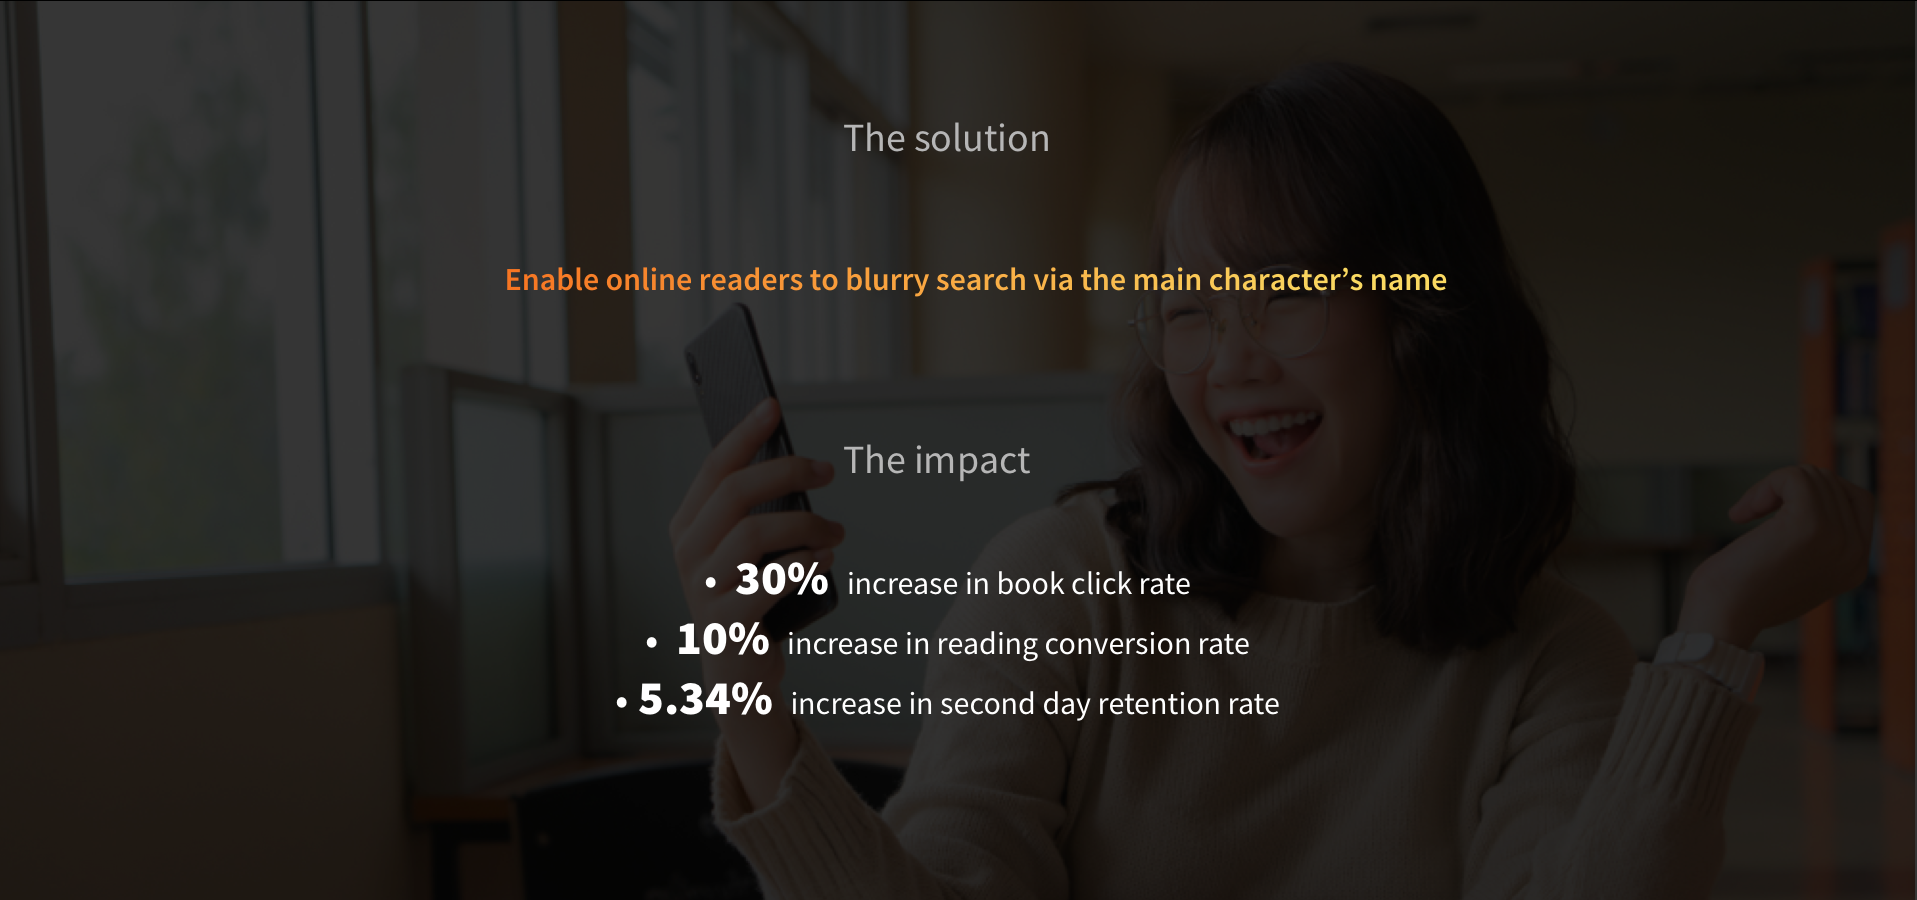 The solution
Enable online readers to blurry search via the main character’s name
The impact
• 30% increase in book click rate
• 10% increase in reading conversion rate
• 5.34% increase in second day retention rate